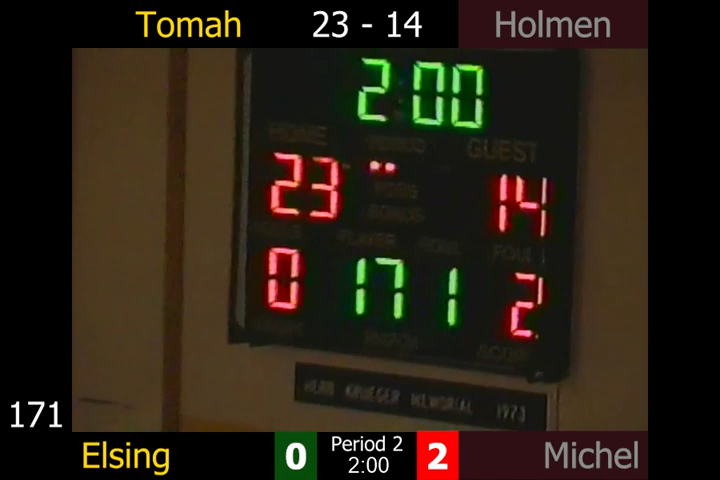 Tomah 23 - 14 Holmen
2:00
HOME GUEST
23 14
PLAYER FOUL
0 171 2
HERB KRUEGER MEMORIAL 1973
171
Elsing 0 Period 2 2 Michel
2:00